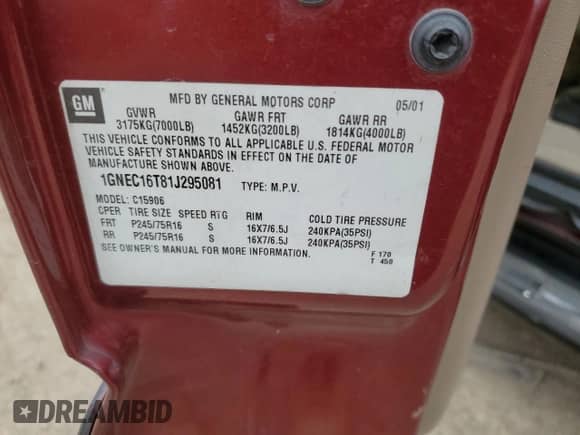 GM
MFD BY GENERAL MOTORS CORP 05/01
GVWR GAWR FRT GAWR RR
3175KG(7000LB) 1452KG(3200LB) 1814KG(4000LB)
THIS VEHICLE CONFORMS TO ALL APPLICABLE U.S. FEDERAL MOTOR
VEHICLE SAFETY STANDARDS IN EFFECT ON THE DATE OF
MANUFACTURE SHOWN ABOVE.
1GNEC16T81J295081 TYPE: M.P.V.
MODEL: C15906
CPER TIRE SIZE SPEED RTG RIM COLD TIRE PRESSURE
FRT P245/75R16 S 16X7/6.5J 240KPA(35PSI)
RR P245/75R16 S 16X7/6.5J 240KPA(35PSI)
SEE OWNER'S MANUAL FOR MORE INFORMATION.
F 170
T 450
DREAMBID